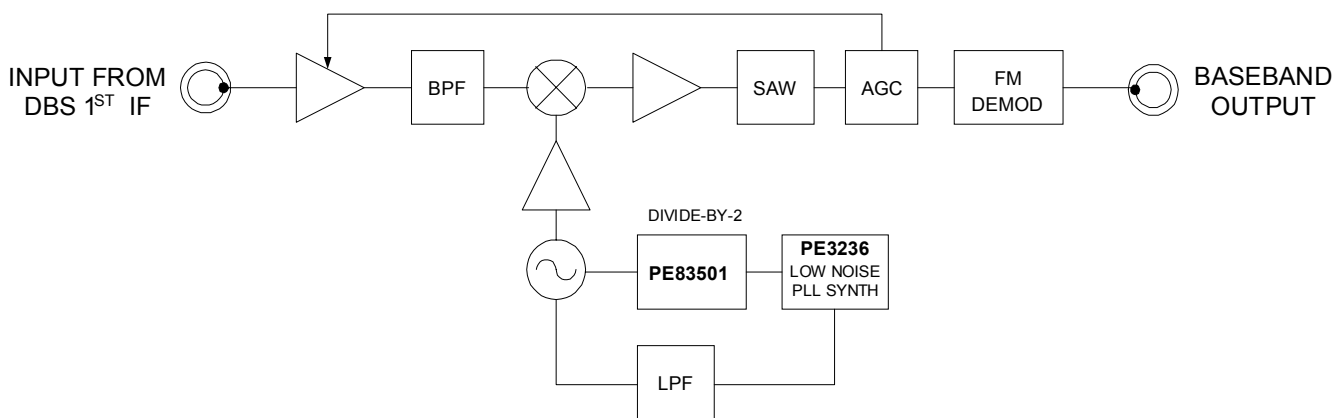 INPUT FROM
DBS 1ST IF
BPF
SAW
AGC
FM
DEMOD
BASEBAND
OUTPUT
DIVIDE-BY-2
PE83501
PE3236
LOW NOISE
PLL SYNTH
LPF